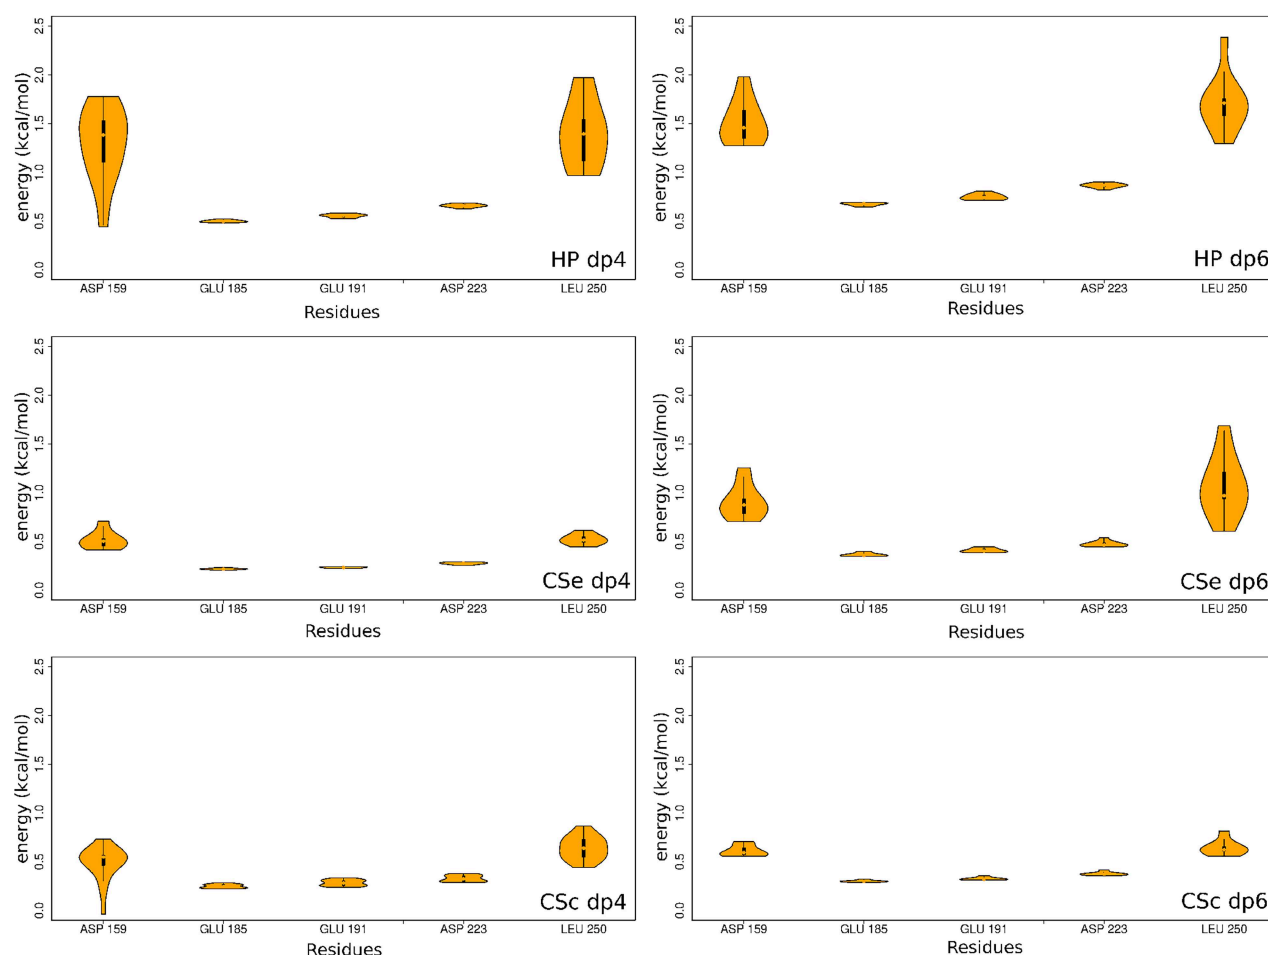 2.5
2.0
1.5
1.0
0.5
0.0
energy (kcal/mol)
HP dp4
ASP 159 GLU 185 GLU 191 ASP 223 LEU 250
Residues
2.5
2.0
1.5
1.0
0.5
0.0
energy (kcal/mol)
HP dp6
ASP 159 GLU 185 GLU 191 ASP 223 LEU 250
Residues
2.5
2.0
1.5
1.0
0.5
0.0
energy (kcal/mol)
CSe dp4
ASP 159 GLU 185 GLU 191 ASP 223 LEU 250
Residues
2.5
2.0
1.5
1.0
0.5
0.0
energy (kcal/mol)
CSe dp6
ASP 159 GLU 185 GLU 191 ASP 223 LEU 250
Residues
2.5
2.0
1.5
1.0
0.5
0.0
energy (kcal/mol)
CSc dp4
ASP 159 GLU 185 GLU 191 ASP 223 LEU 250
Residues
2.5
2.0
1.5
1.0
0.5
0.0
energy (kcal/mol)
CSc dp6
ASP 159 GLU 185 GLU 191 ASP 223 LEU 250
Residues